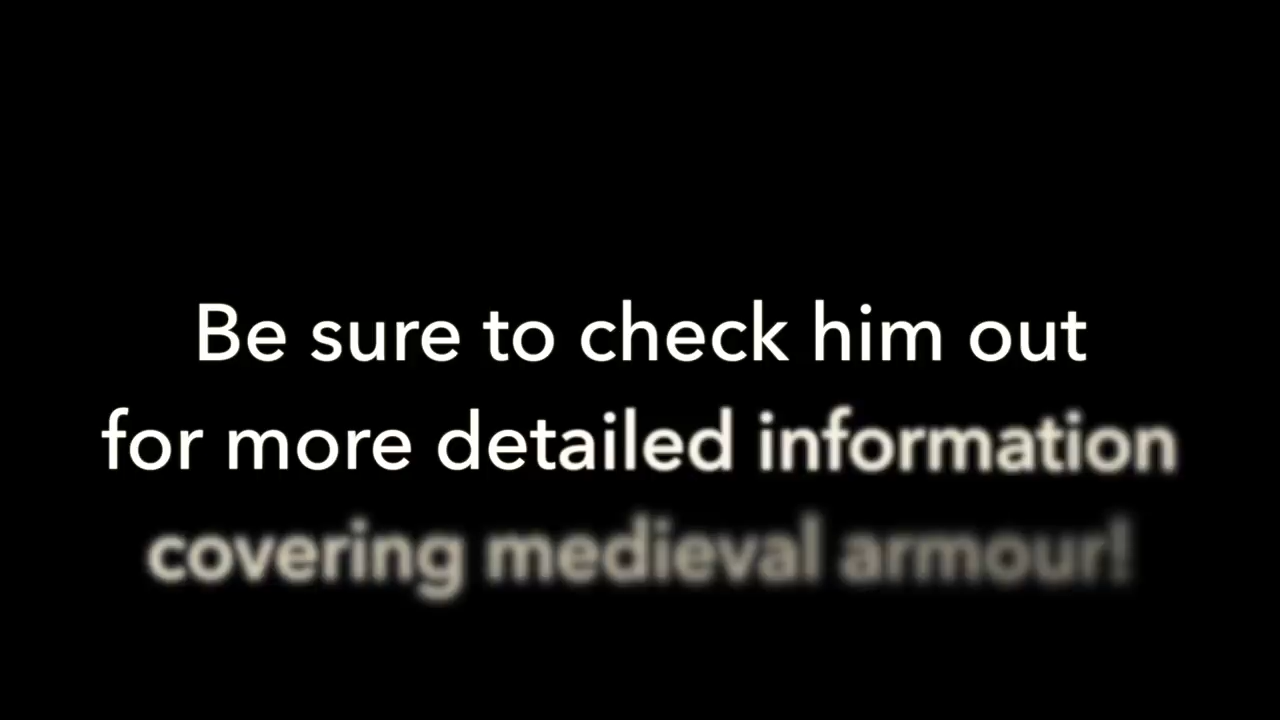 Be sure to check him out
for more detailed information
covering medieval armour!